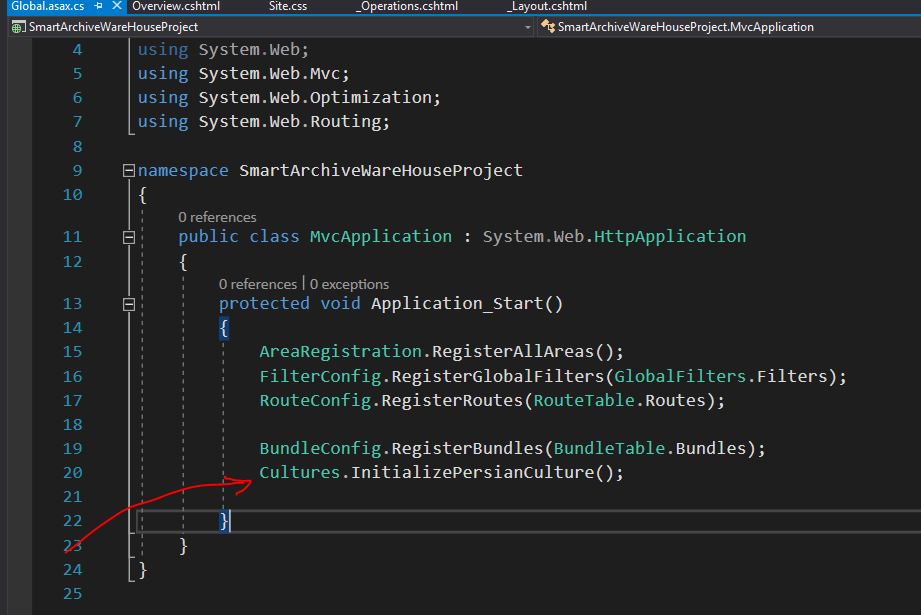 Global.asax.cs
Overview.cshtml
Site.css
_Operations.cshtml
_Layout.cshtml
SmartArchiveWareHouseProject
SmartArchiveWareHouseProject.MvcApplication
4 using System.Web;
5 using System.Web.Mvc;
6 using System.Web.Optimization;
7 using System.Web.Routing;
8
9 namespace SmartArchiveWareHouseProject
10 {
0 references
11 public class MvcApplication : System.Web.HttpApplication
12 {
0 references | 0 exceptions
13 protected void Application_Start()
14 {
15 AreaRegistration.RegisterAllAreas();
16 FilterConfig.RegisterGlobalFilters(GlobalFilters.Filters);
17 RouteConfig.RegisterRoutes(RouteTable.Routes);
18
19 BundleConfig.RegisterBundles(BundleTable.Bundles);
20 Cultures.InitializePersianCulture();
21
22 }
23 }
24 }
25